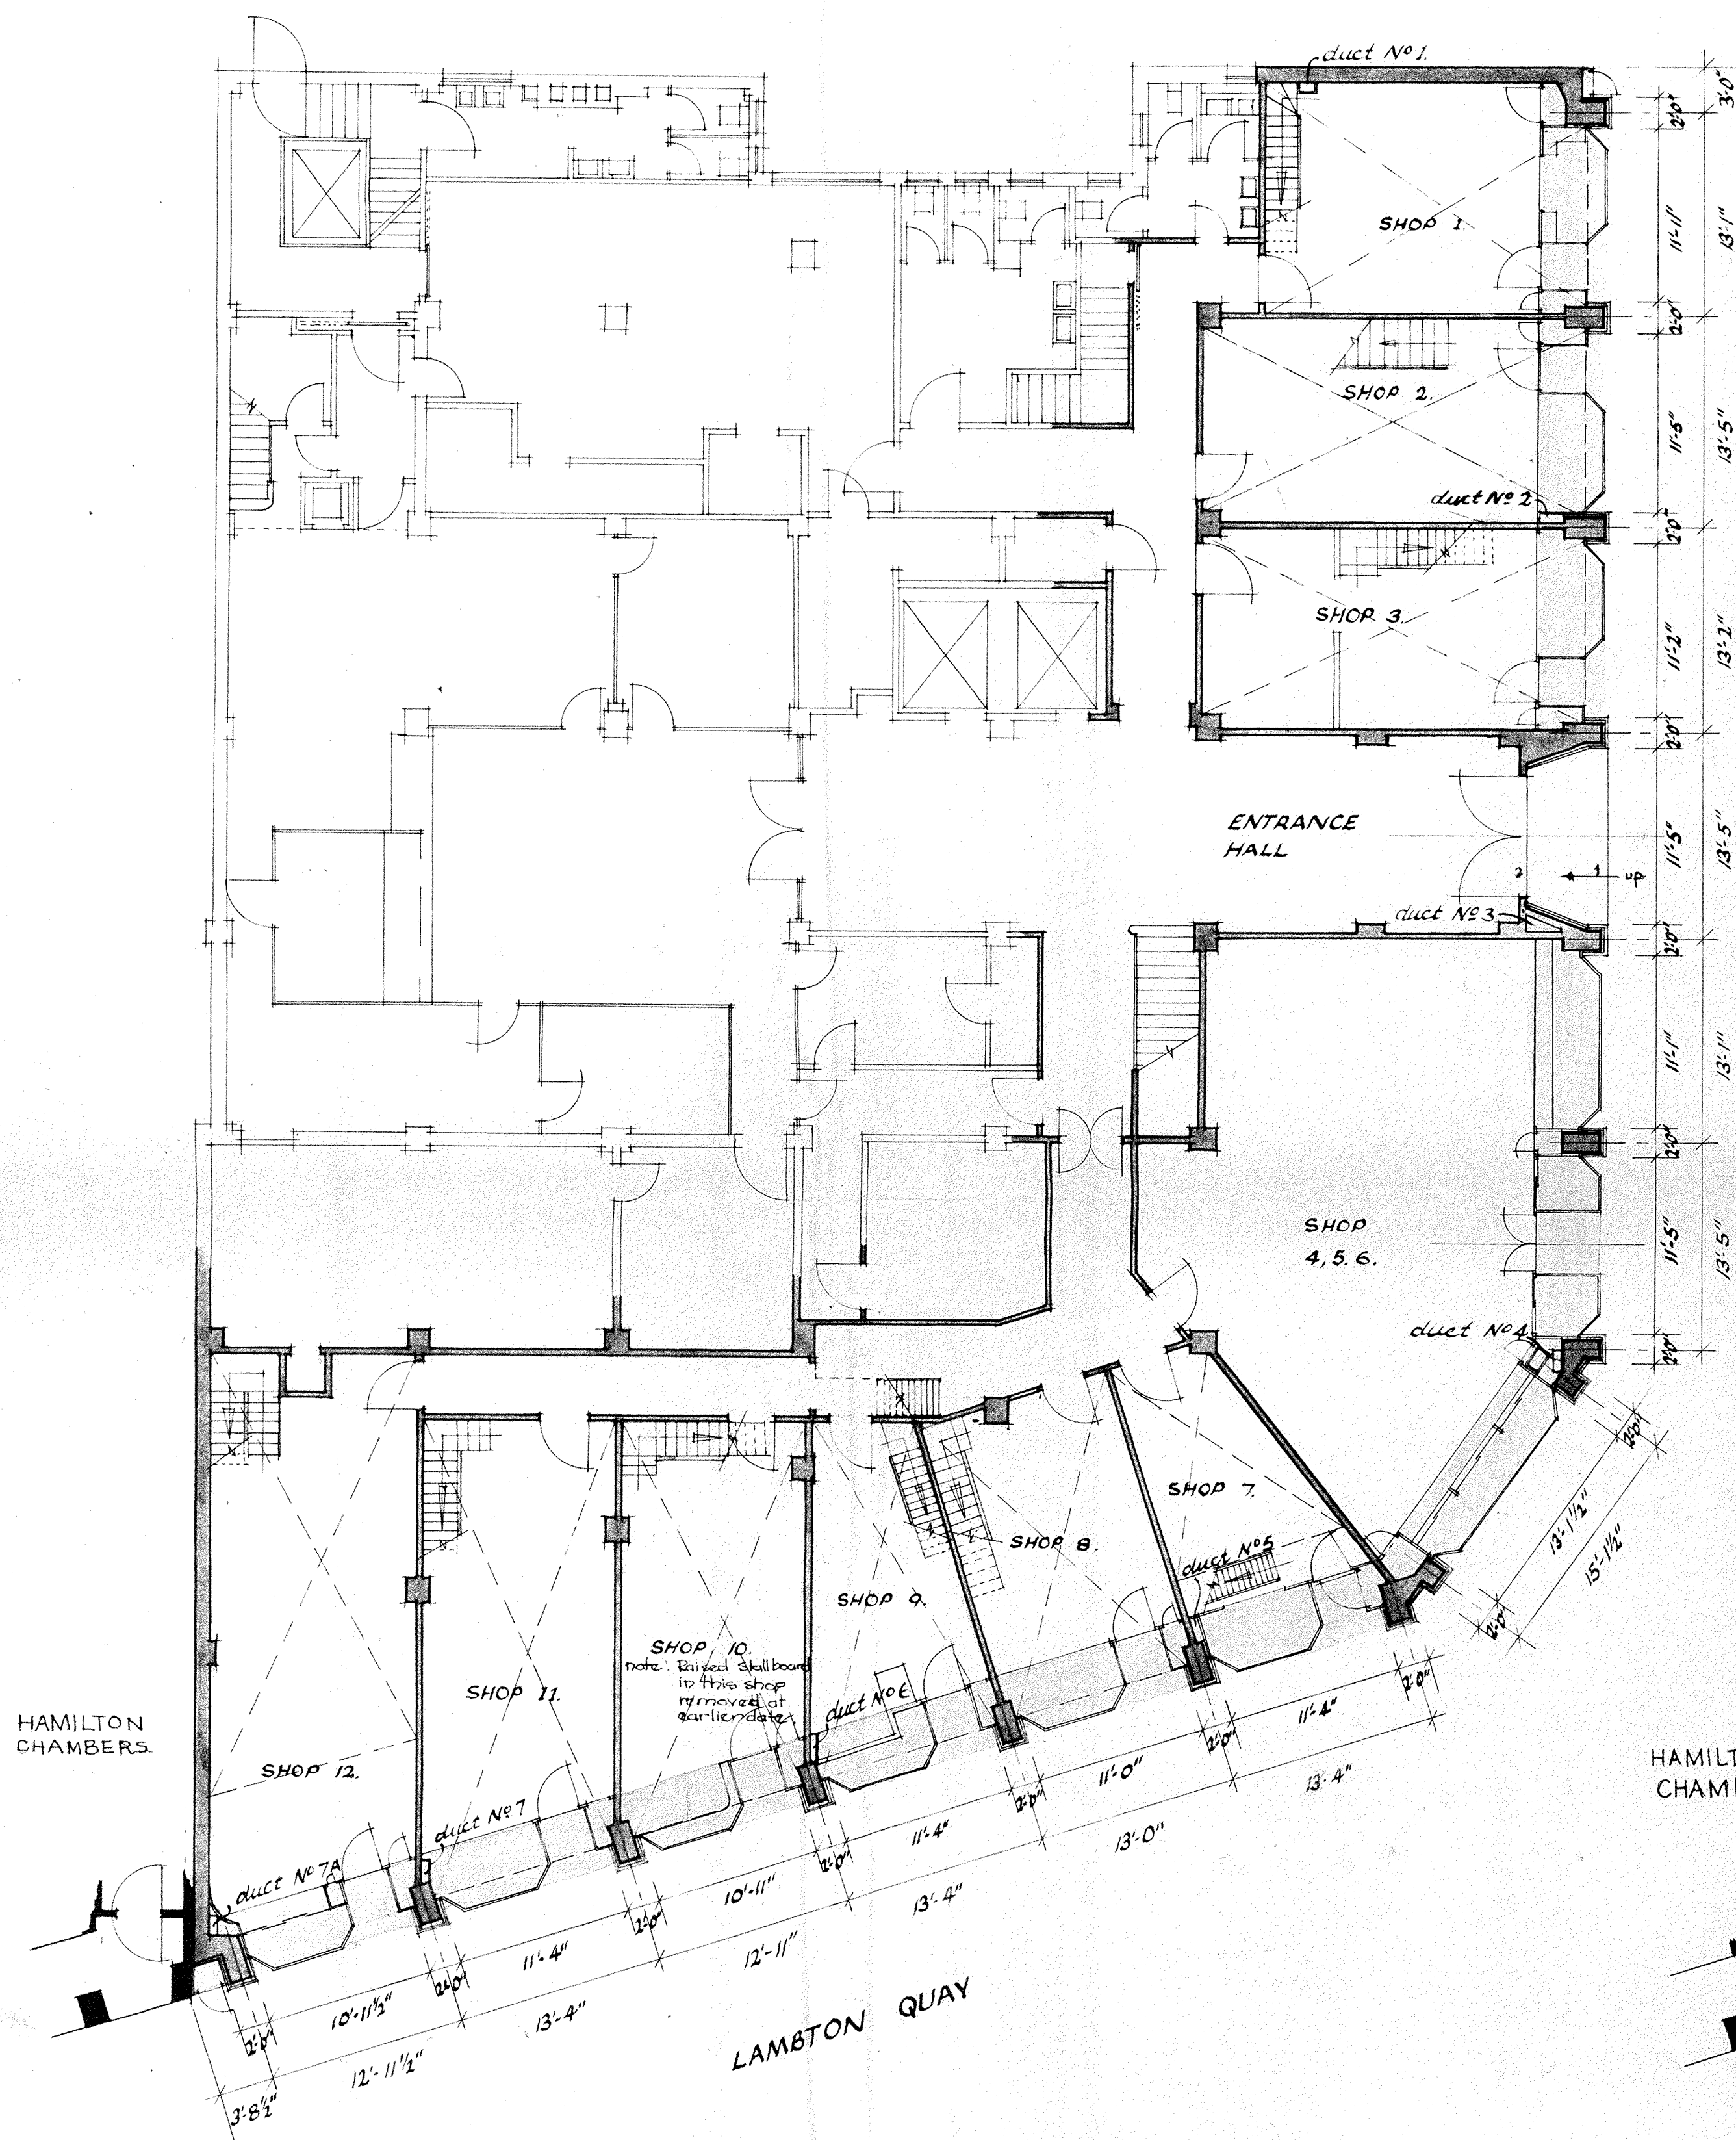 duct Nº 1.
3'-0"
2'-0"
SHOP 1.
11'-11"
13'-1"
2'-0"
SHOP 2.
11'-5"
13'-5"
duct Nº 2
2'-0"
SHOP 3.
11'-2"
13'-2"
2'-0"
ENTRANCE
HALL
11'-5"
13'-5"
2
1
up
duct Nº 3
2'-0"
11'-1"
13'-1"
2'-0"
SHOP
4, 5. 6.
11'-5"
13'-5"
duct Nº 4
2'-0"
2'-0"
13'-1½"
15'-1½"
2'-0"
SHOP 7.
duct Nº 5
SHOP 8.
SHOP 9.
SHOP 10.
note: Raised Stallboard
in this shop
removed at
earlier date
duct Nº 6
SHOP 11.
HAMILTON
CHAMBERS.
SHOP 12.
duct Nº 7
duct Nº 7A
2'-0"
11'-4"
13'-4"
2'-0"
11'-0"
13'-0"
2'-0"
11'-4"
13'-4"
2'-0"
10'-11"
12'-11"
2'-0"
11'-4"
13'-4"
2'-0"
10'-11½"
12'-11½"
2'-0"
3'-8½"
LAMBTON QUAY
HAMILT
CHAM